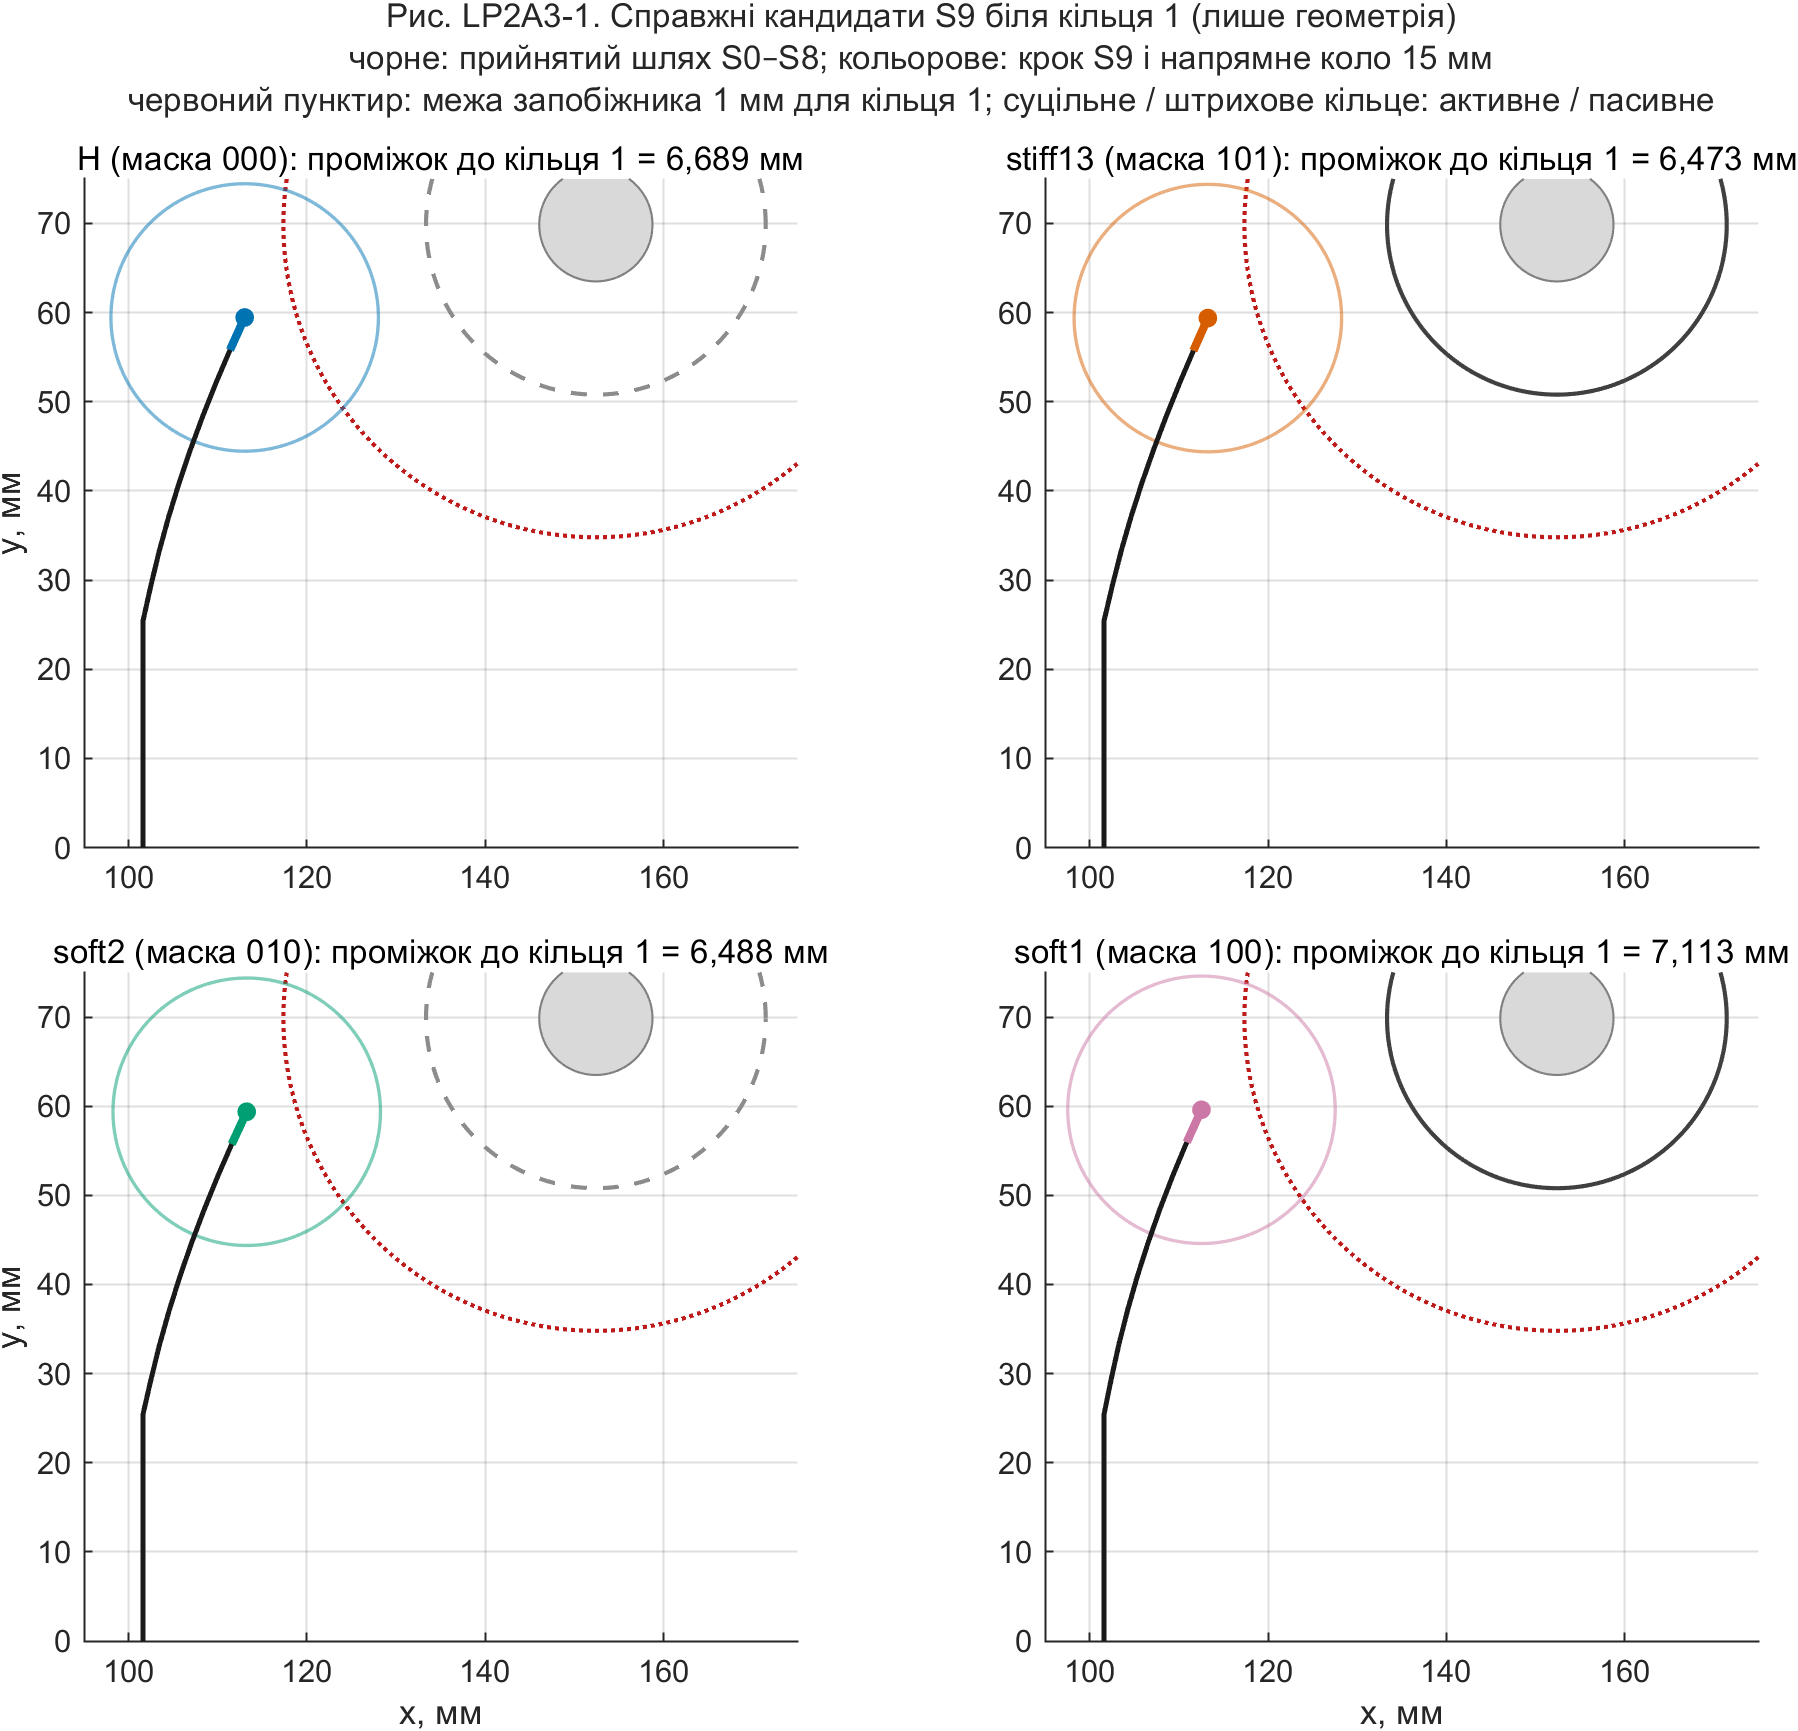 Рис. LP2A3-1. Справжні кандидати S9 біля кільця 1 (лише геометрія)
чорне: прийнятий шлях S0–S8; кольорове: крок S9 і напрямне коло 15 мм
червоний пунктир: межа запобіжника 1 мм для кільця 1; суцільне / штрихове кільце: активне / пасивне
H (маска 000): проміжок до кільця 1 = 6,689 мм
70
60
50
40
30
20
10
0
y, мм
100 120 140 160
stiff13 (маска 101): проміжок до кільця 1 = 6,473 мм
70
60
50
40
30
20
10
0
100 120 140 160
soft2 (маска 010): проміжок до кільця 1 = 6,488 мм
70
60
50
40
30
20
10
0
y, мм
100 120 140 160
x, мм
soft1 (маска 100): проміжок до кільця 1 = 7,113 мм
70
60
50
40
30
20
10
0
100 120 140 160
x, мм